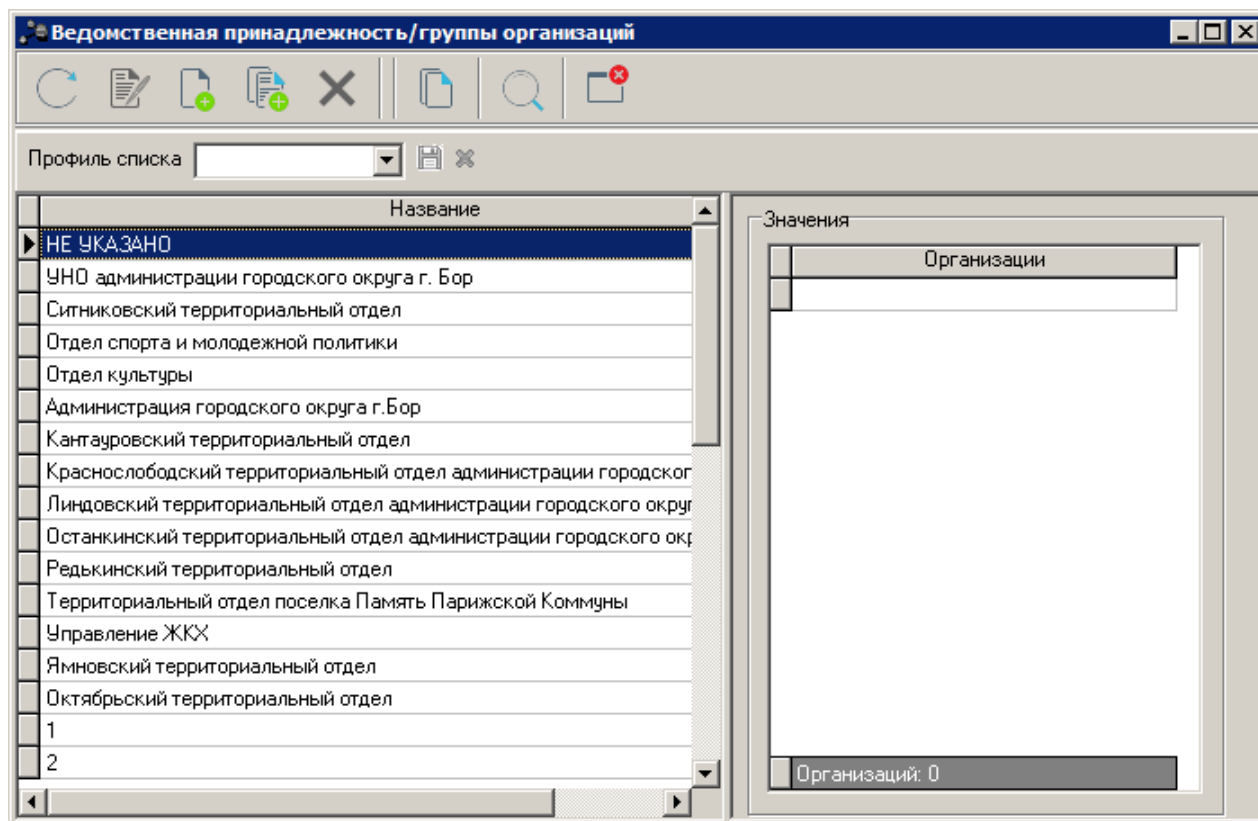 Ведомственная принадлежность/группы организаций
Профиль списка
Название
НЕ УКАЗАНО
УНО администрации городского округа г. Бор
Ситниковский территориальный отдел
Отдел спорта и молодежной политики
Отдел культуры
Администрация городского округа г.Бор
Кантауровский территориальный отдел
Краснослободский территориальный отдел администрации городског
Линдовский территориальный отдел администрации городского округ
Останкинский территориальный отдел администрации городского окр
Редькинский территориальный отдел
Территориальный отдел поселка Память Парижской Коммуны
Управление ЖКХ
Ямновский территориальный отдел
Октябрьский территориальный отдел
1
2
Значения
Организации
Организаций: 0